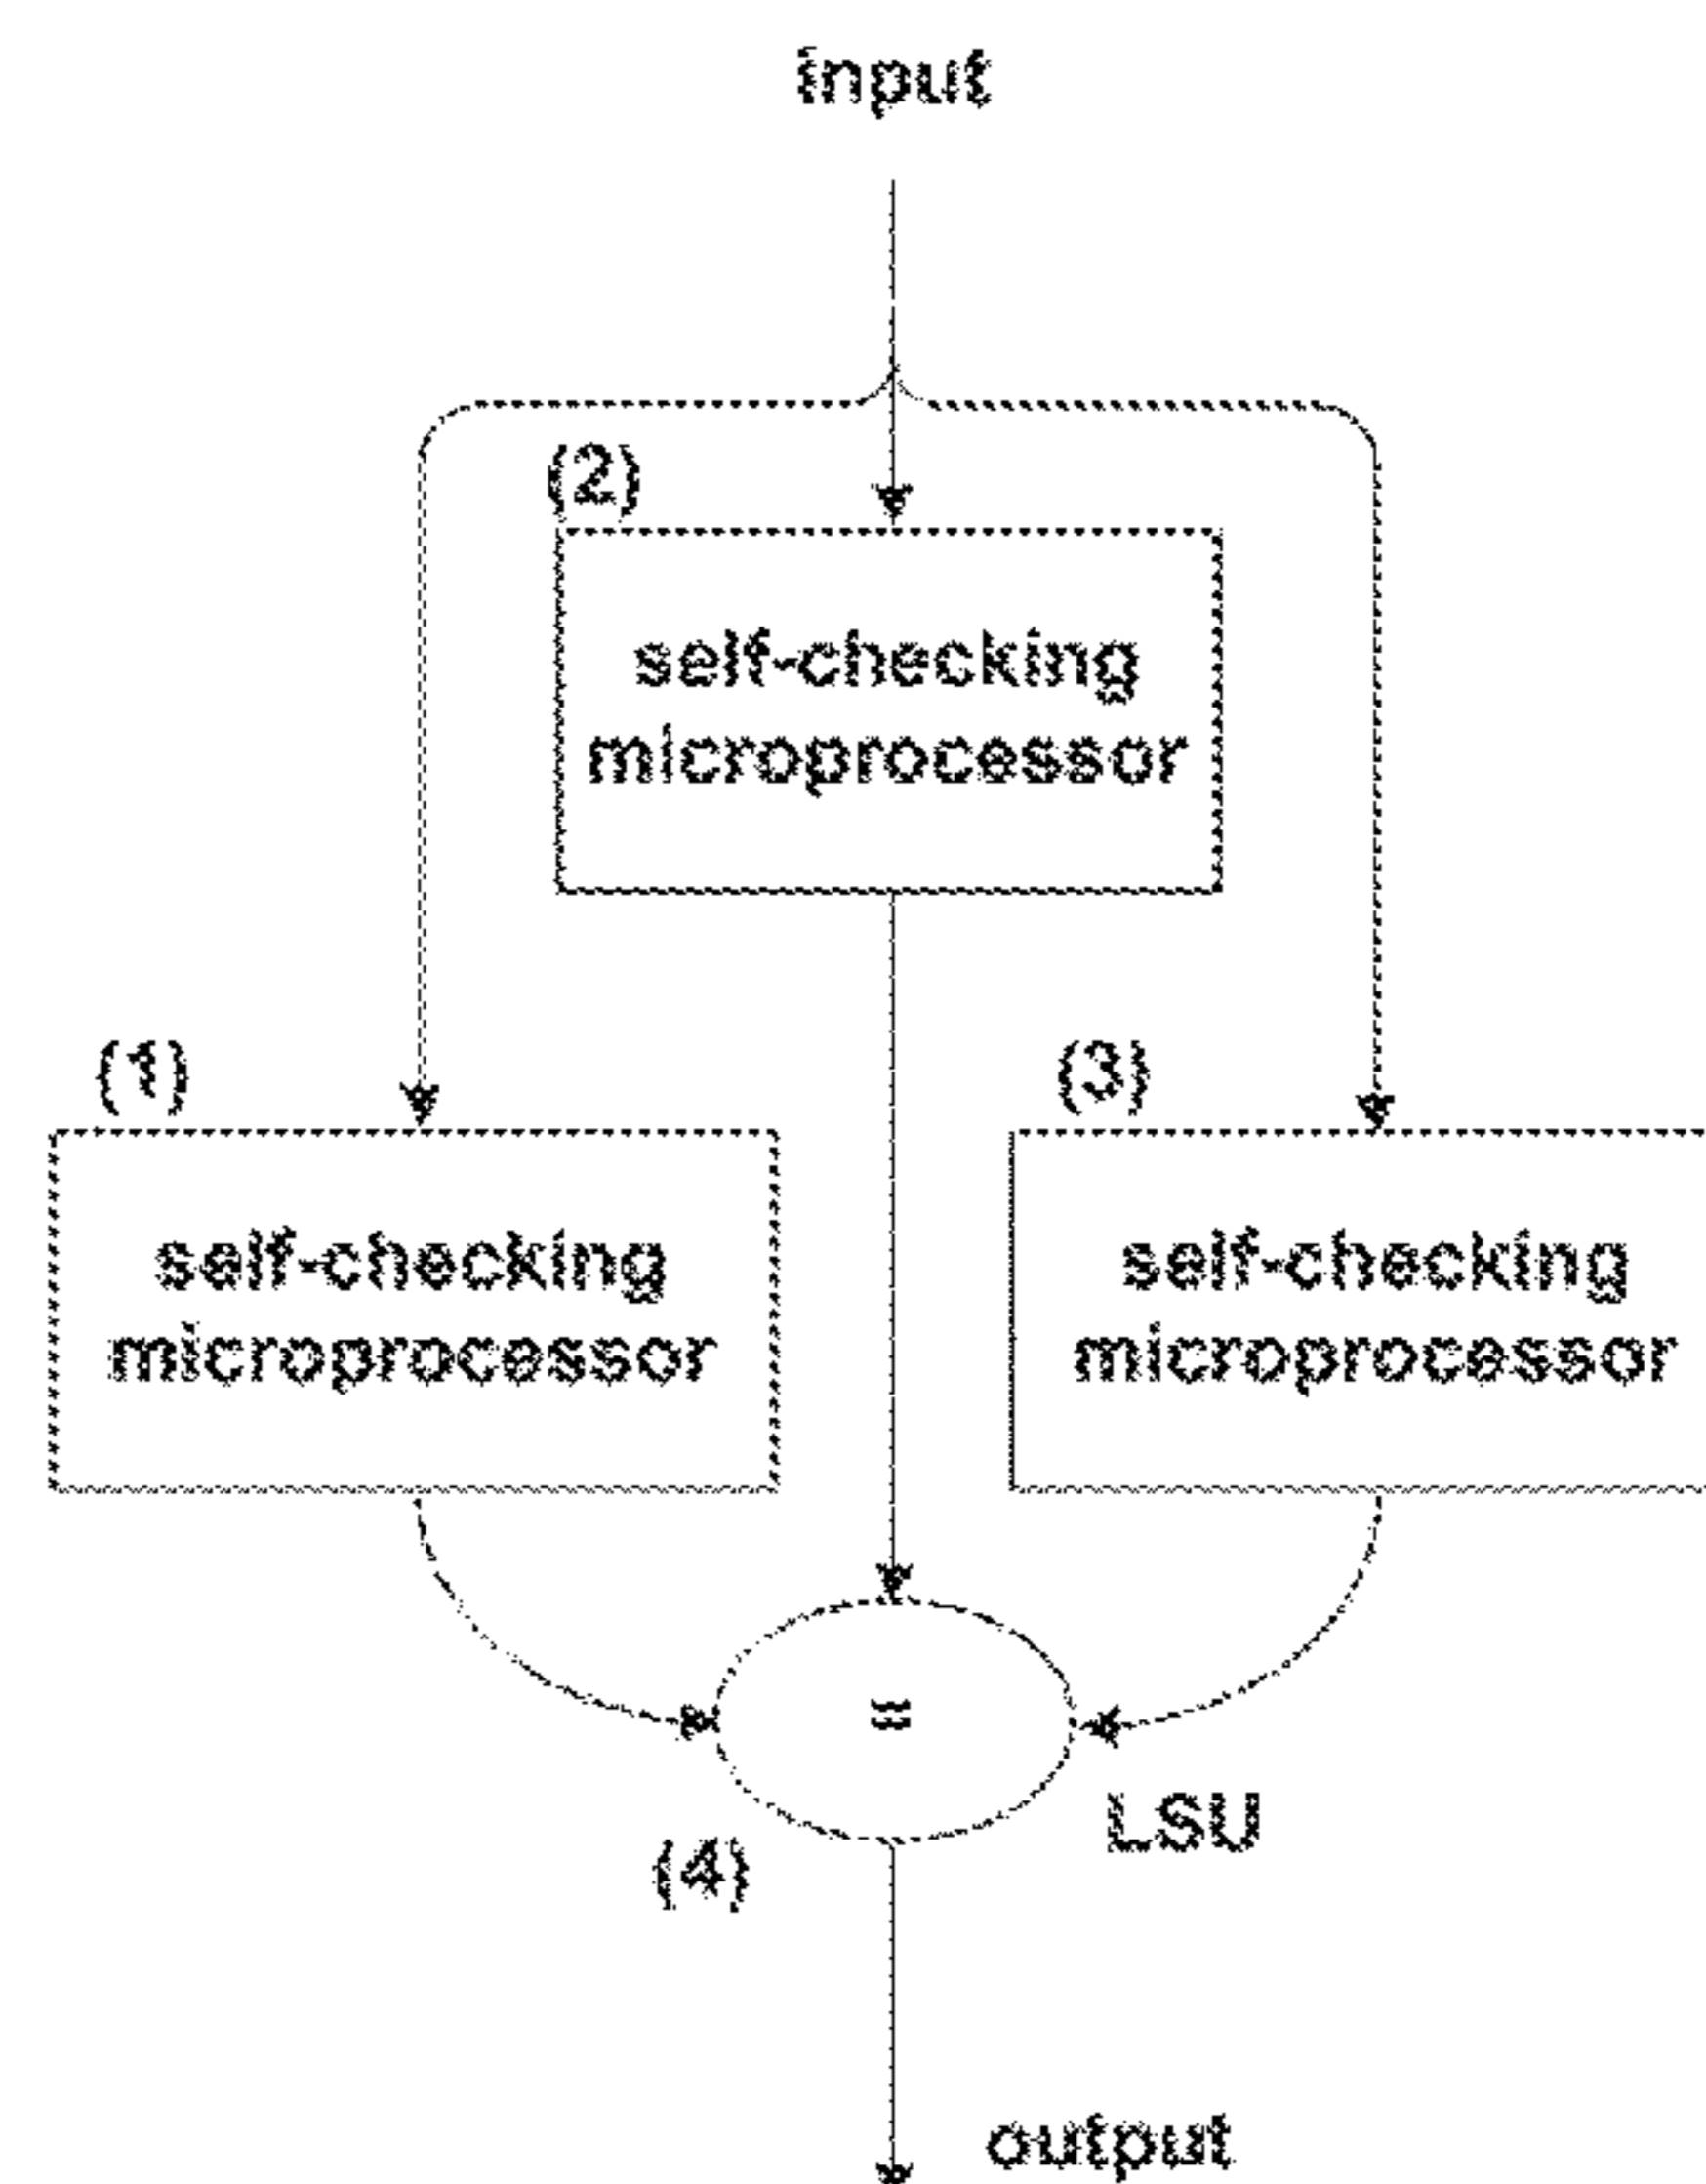 input
(2)
self-checking
microprocessor
(1)
(3)
self-checking
microprocessor
self-checking
microprocessor
=
LSU
(4)
output